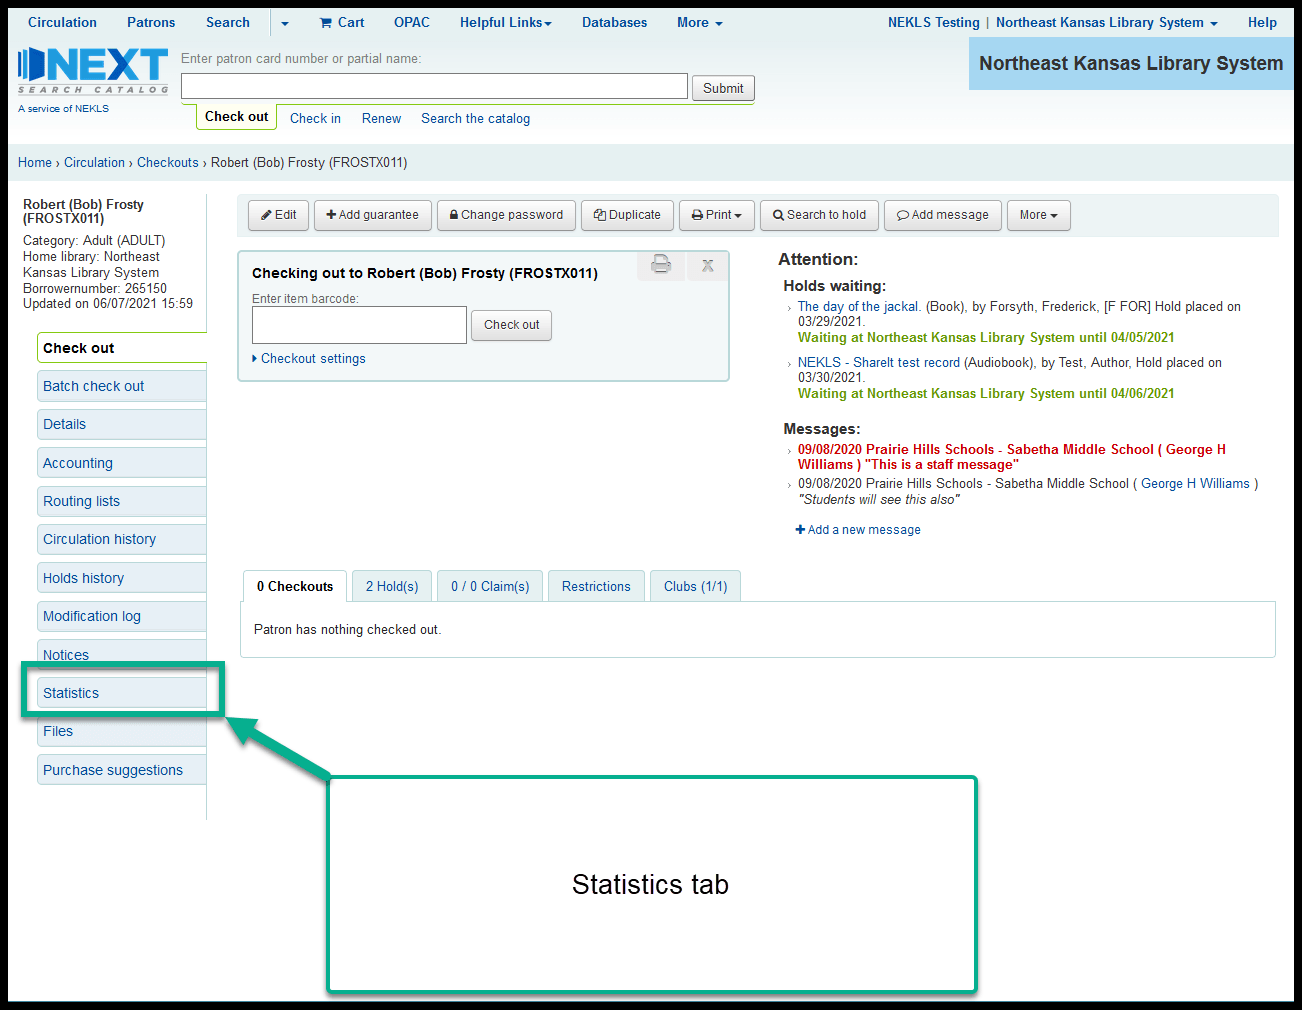 Circulation Patrons Search Cart OPAC Helpful Links Databases More NEKLS Testing | Northeast Kansas Library System Help
NEXT
SEARCH CATALOG
A service of NEKLS
Enter patron card number or partial name:
Submit
Northeast Kansas Library System
Check out Check in Renew Search the catalog
Home › Circulation › Checkouts › Robert (Bob) Frosty (FROSTX011)
Robert (Bob) Frosty
(FROSTX011)
Category: Adult (ADULT)
Home library: Northeast
Kansas Library System
Borrowernumber: 265150
Updated on 06/07/2021 15:59
Check out
Batch check out
Details
Accounting
Routing lists
Circulation history
Holds history
Modification log
Notices
Statistics
Files
Purchase suggestions
Edit Add guarantee Change password Duplicate Print Search to hold Add message More
Checking out to Robert (Bob) Frosty (FROSTX011)
X
Enter item barcode:
Check out
Checkout settings
Attention:
Holds waiting:
› The day of the jackal. (Book), by Forsyth, Frederick, [F FOR] Hold placed on
03/29/2021.
Waiting at Northeast Kansas Library System until 04/05/2021
› NEKLS - ShareIt test record (Audiobook), by Test, Author, Hold placed on
03/30/2021.
Waiting at Northeast Kansas Library System until 04/06/2021
Messages:
› 09/08/2020 Prairie Hills Schools - Sabetha Middle School ( George H
Williams ) "This is a staff message"
› 09/08/2020 Prairie Hills Schools - Sabetha Middle School ( George H Williams )
"Students will see this also"
Add a new message
0 Checkouts 2 Hold(s) 0 / 0 Claim(s) Restrictions Clubs (1/1)
Patron has nothing checked out.
Statistics tab